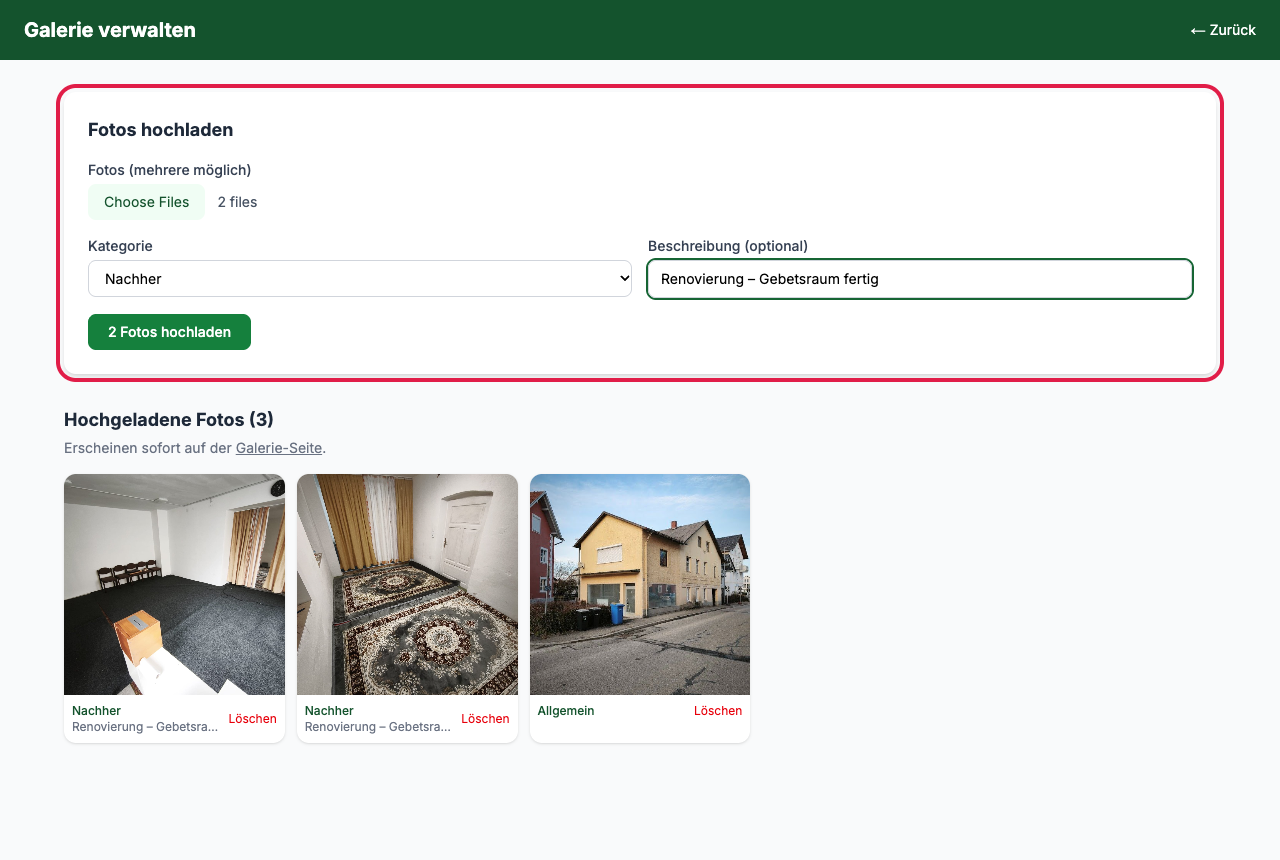 Galerie verwalten
← Zurück
Fotos hochladen
Fotos (mehrere möglich)
Choose Files 2 files
Kategorie
Beschreibung (optional)
Nachher
Renovierung – Gebetsraum fertig
2 Fotos hochladen
Hochgeladene Fotos (3)
Erscheinen sofort auf der Galerie-Seite.
Nachher
Renovierung – Gebetsra...
Löschen
Nachher
Renovierung – Gebetsra...
Löschen
Allgemein
Löschen